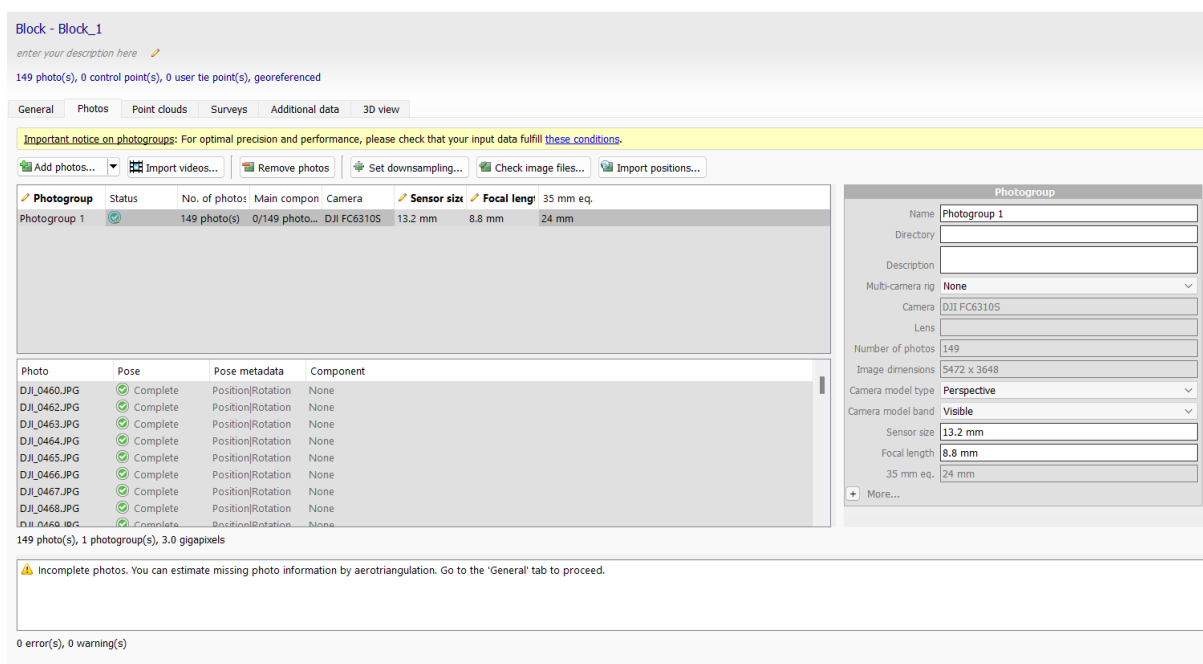 Block - Block_1
enter your description here
149 photo(s), 0 control point(s), 0 user tie point(s), georeferenced
General Photos Point clouds Surveys Additional data 3D view
Important notice on photogroups: For optimal precision and performance, please check that your input data fulfill these conditions.
Add photos... Import videos... Remove photos Set downsampling... Check image files... Import positions...
Photogroup Status No. of photos Main compon Camera Sensor size Focal lengt 35 mm eq.
Photogroup 1 149 photo(s) 0/149 photo... DJI FC6310S 13.2 mm 8.8 mm 24 mm
Photo Pose Pose metadata Component
DJI_0460.JPG Complete Position|Rotation None
DJI_0462.JPG Complete Position|Rotation None
DJI_0463.JPG Complete Position|Rotation None
DJI_0464.JPG Complete Position|Rotation None
DJI_0465.JPG Complete Position|Rotation None
DJI_0466.JPG Complete Position|Rotation None
DJI_0467.JPG Complete Position|Rotation None
DJI_0468.JPG Complete Position|Rotation None
DJI_0469.JPG Complete Position|Rotation None
Photogroup
Name Photogroup 1
Directory
Description
Multi-camera rig None
Camera DJI FC6310S
Lens
Number of photos 149
Image dimensions 5472 x 3648
Camera model type Perspective
Camera model band Visible
Sensor size 13.2 mm
Focal length 8.8 mm
35 mm eq. 24 mm
+ More...
149 photo(s), 1 photogroup(s), 3.0 gigapixels
Incomplete photos. You can estimate missing photo information by aerotriangulation. Go to the 'General' tab to proceed.
0 error(s), 0 warning(s)